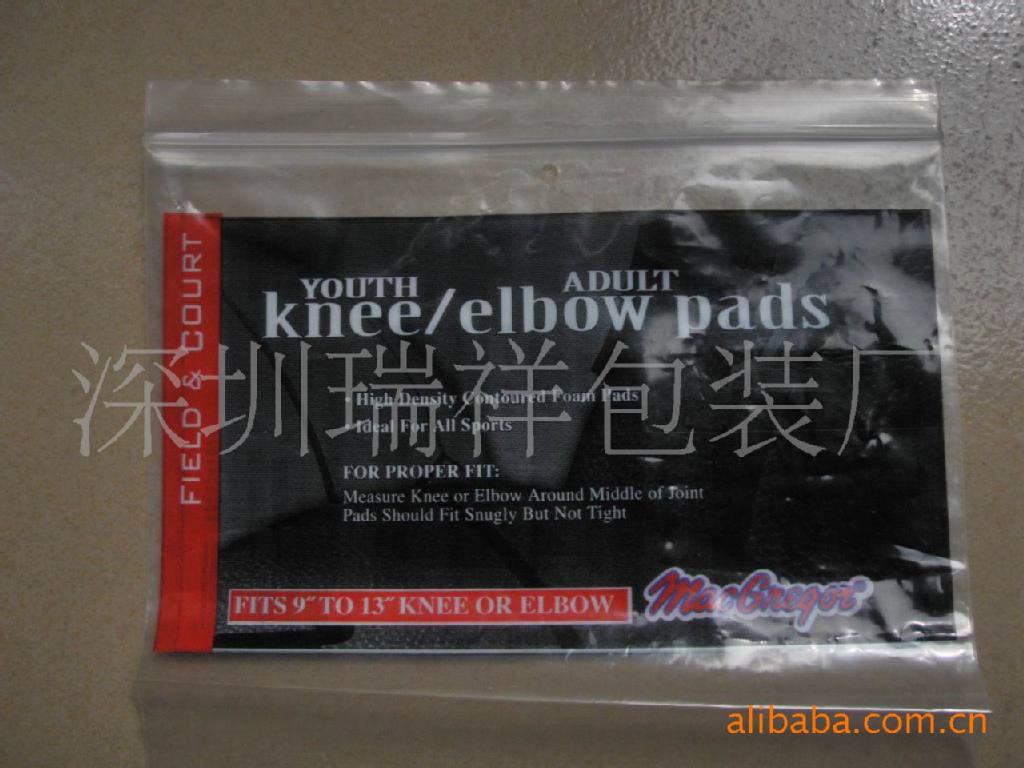 FIELD & COURT
YOUTH ADULT
knee/elbow pads
深圳瑞祥包装厂
• High Density Contoured Foam Pads
• Ideal For All Sports
FOR PROPER FIT:
Measure Knee or Elbow Around Middle of Joint
Pads Should Fit Snugly But Not Tight
FITS 9" TO 13" KNEE OR ELBOW
MacGregor®
alibaba.com.cn